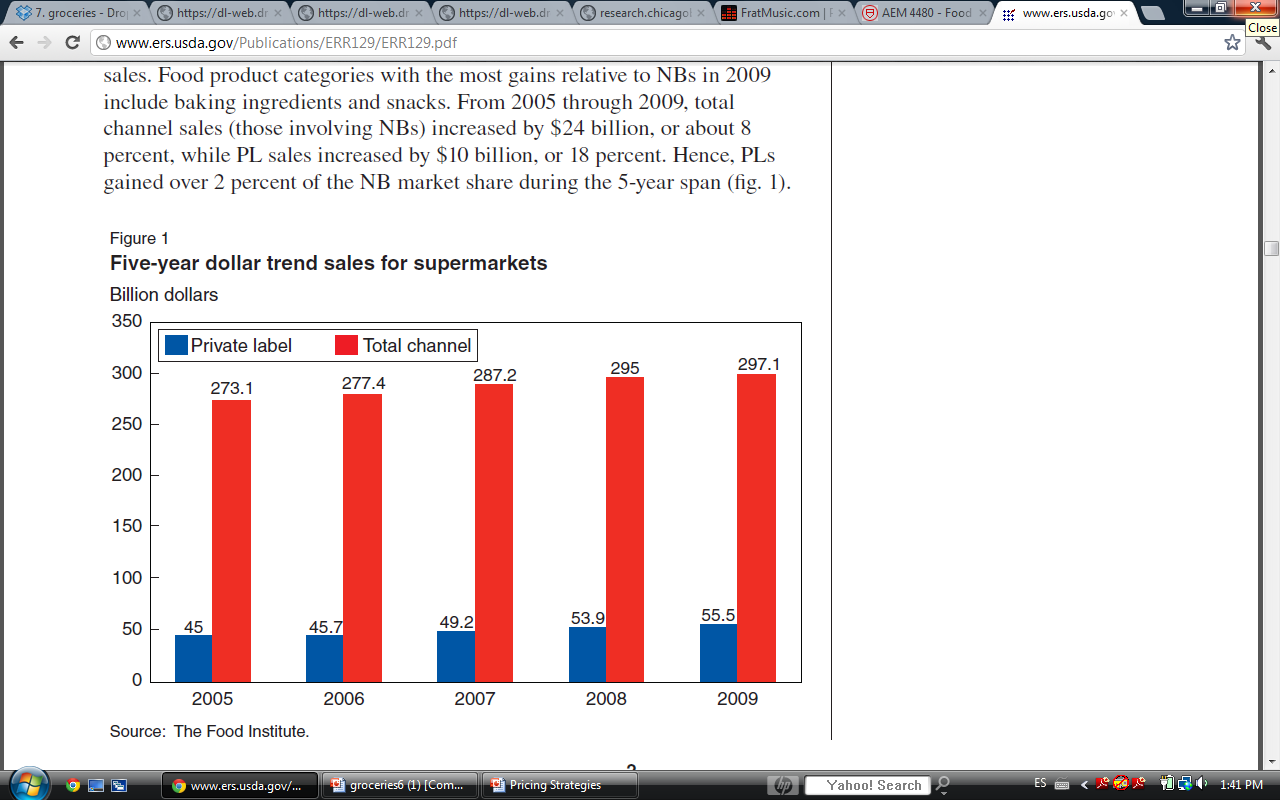 7. groceries - Dro
https://dl-web.dr
https://dl-web.dr
https://dl-web.dr
research.chicago
FratMusic.com | F
AEM 4480 - Food
www.ers.usda.go
Close
www.ers.usda.gov/Publications/ERR129/ERR129.pdf
sales. Food product categories with the most gains relative to NBs in 2009
include baking ingredients and snacks. From 2005 through 2009, total
channel sales (those involving NBs) increased by $24 billion, or about 8
percent, while PL sales increased by $10 billion, or 18 percent. Hence, PLs
gained over 2 percent of the NB market share during the 5-year span (fig. 1).
Figure 1
Five-year dollar trend sales for supermarkets
Billion dollars
350
Private label
Total channel
300
250
200
150
100
50
0
273.1
277.4
287.2
295
297.1
45
45.7
49.2
53.9
55.5
2005
2006
2007
2008
2009
Source: The Food Institute.
www.ers.usda.gov/...
groceries6 (1) [Com...
Pricing Strategies
hp
Yahoo! Search
ES
1:41 PM